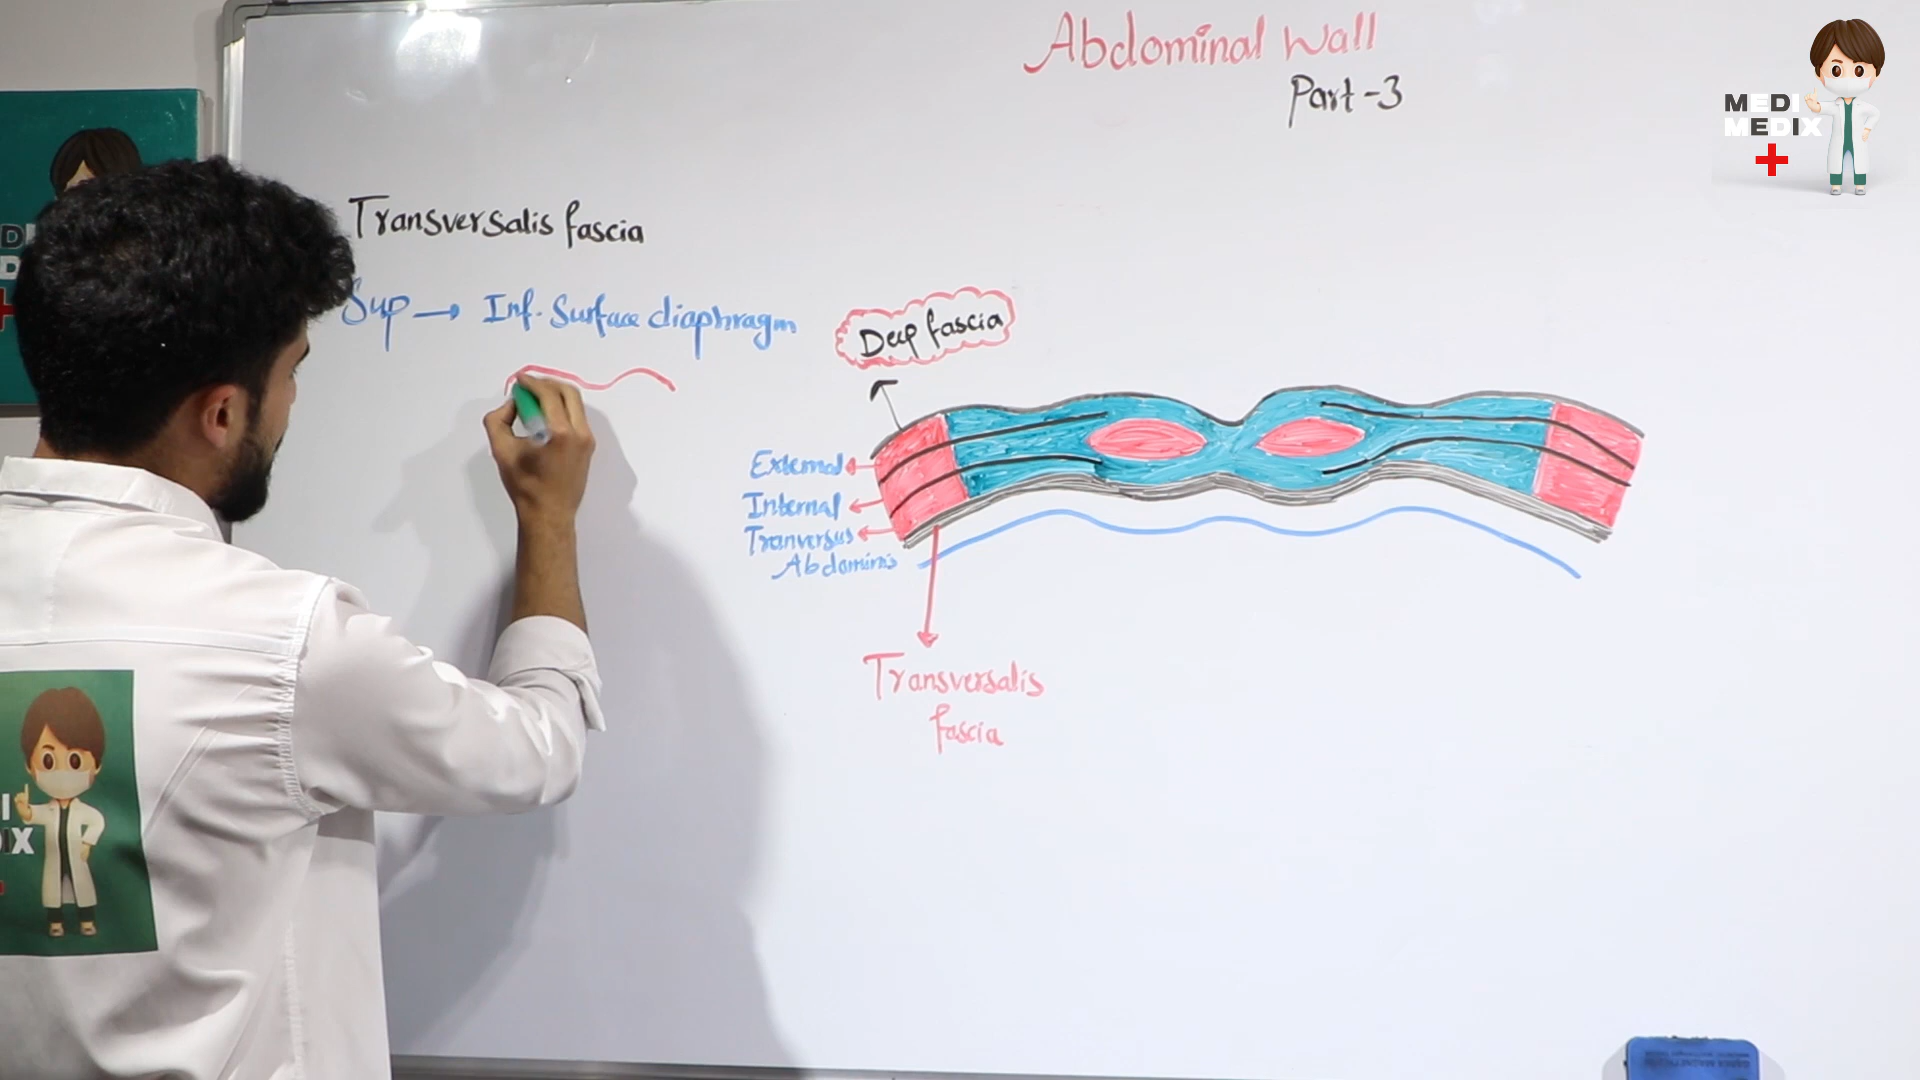 Abdominal Wall
Part-3
MEDI
MEDIX
Transversalis fascia
Sup → Inf. Surface diaphragm
Deep fascia
External
Internal
Tranversus
Abdominis
Transversalis
fascia